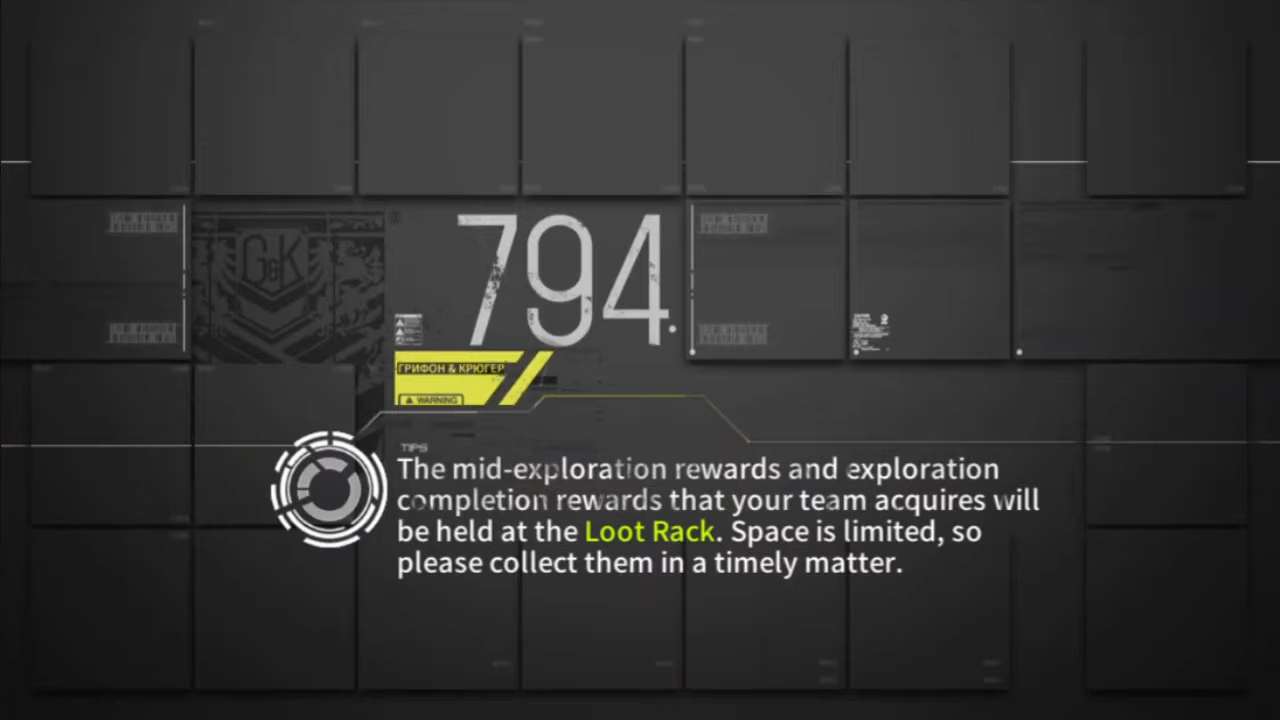 G&K
794.
ГРИФОН & КРЮГЕР
WARNING
TIPS
The mid-exploration rewards and exploration
completion rewards that your team acquires will
be held at the Loot Rack. Space is limited, so
please collect them in a timely matter.